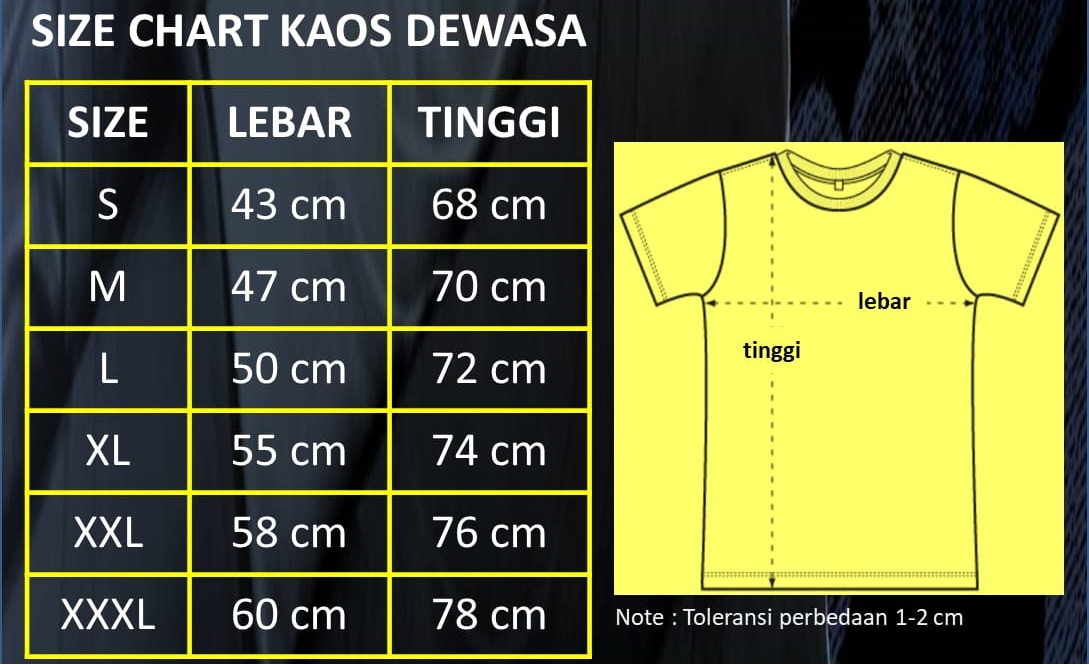 SIZE CHART KAOS DEWASA
SIZE LEBAR TINGGI
S 43 cm 68 cm
M 47 cm 70 cm
L 50 cm 72 cm
XL 55 cm 74 cm
XXL 58 cm 76 cm
XXXL 60 cm 78 cm
lebar
tinggi
Note : Toleransi perbedaan 1-2 cm